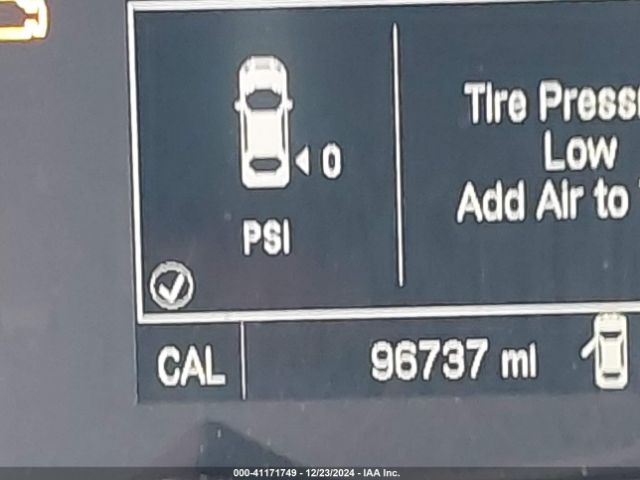 Tire Press
Low
Add Air to
0
PSI
CAL
96737 mi
000-41171749 - 12/23/2024 - IAA Inc.